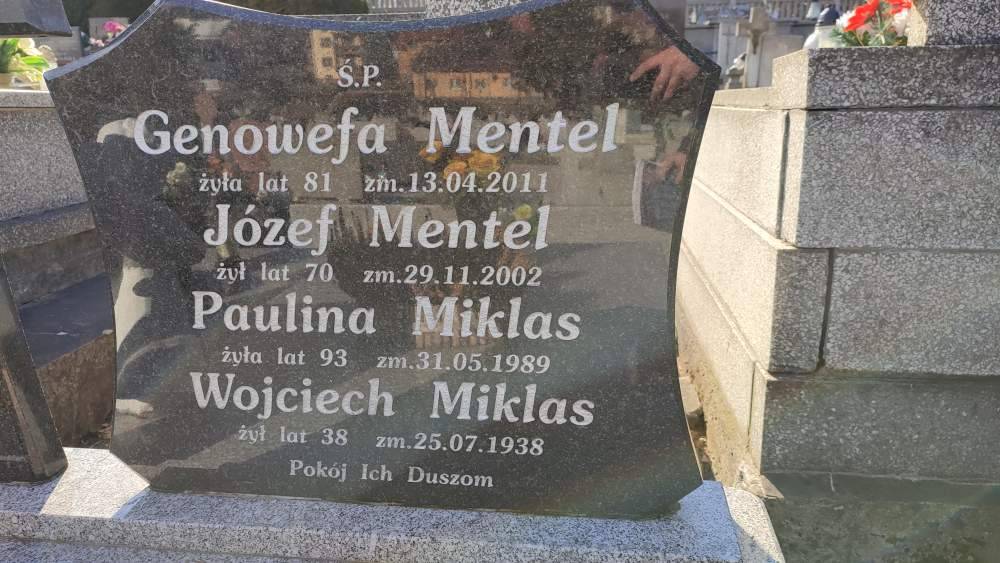 Ś.P.
Genowefa Mentel
żyła lat 81 zm.13.04.2011
Józef Mentel
żył lat 70 zm.29.11.2002
Paulina Miklas
żyła lat 93 zm.31.05.1989
Wojciech Miklas
żył lat 38 zm.25.07.1938
Pokój Ich Duszom